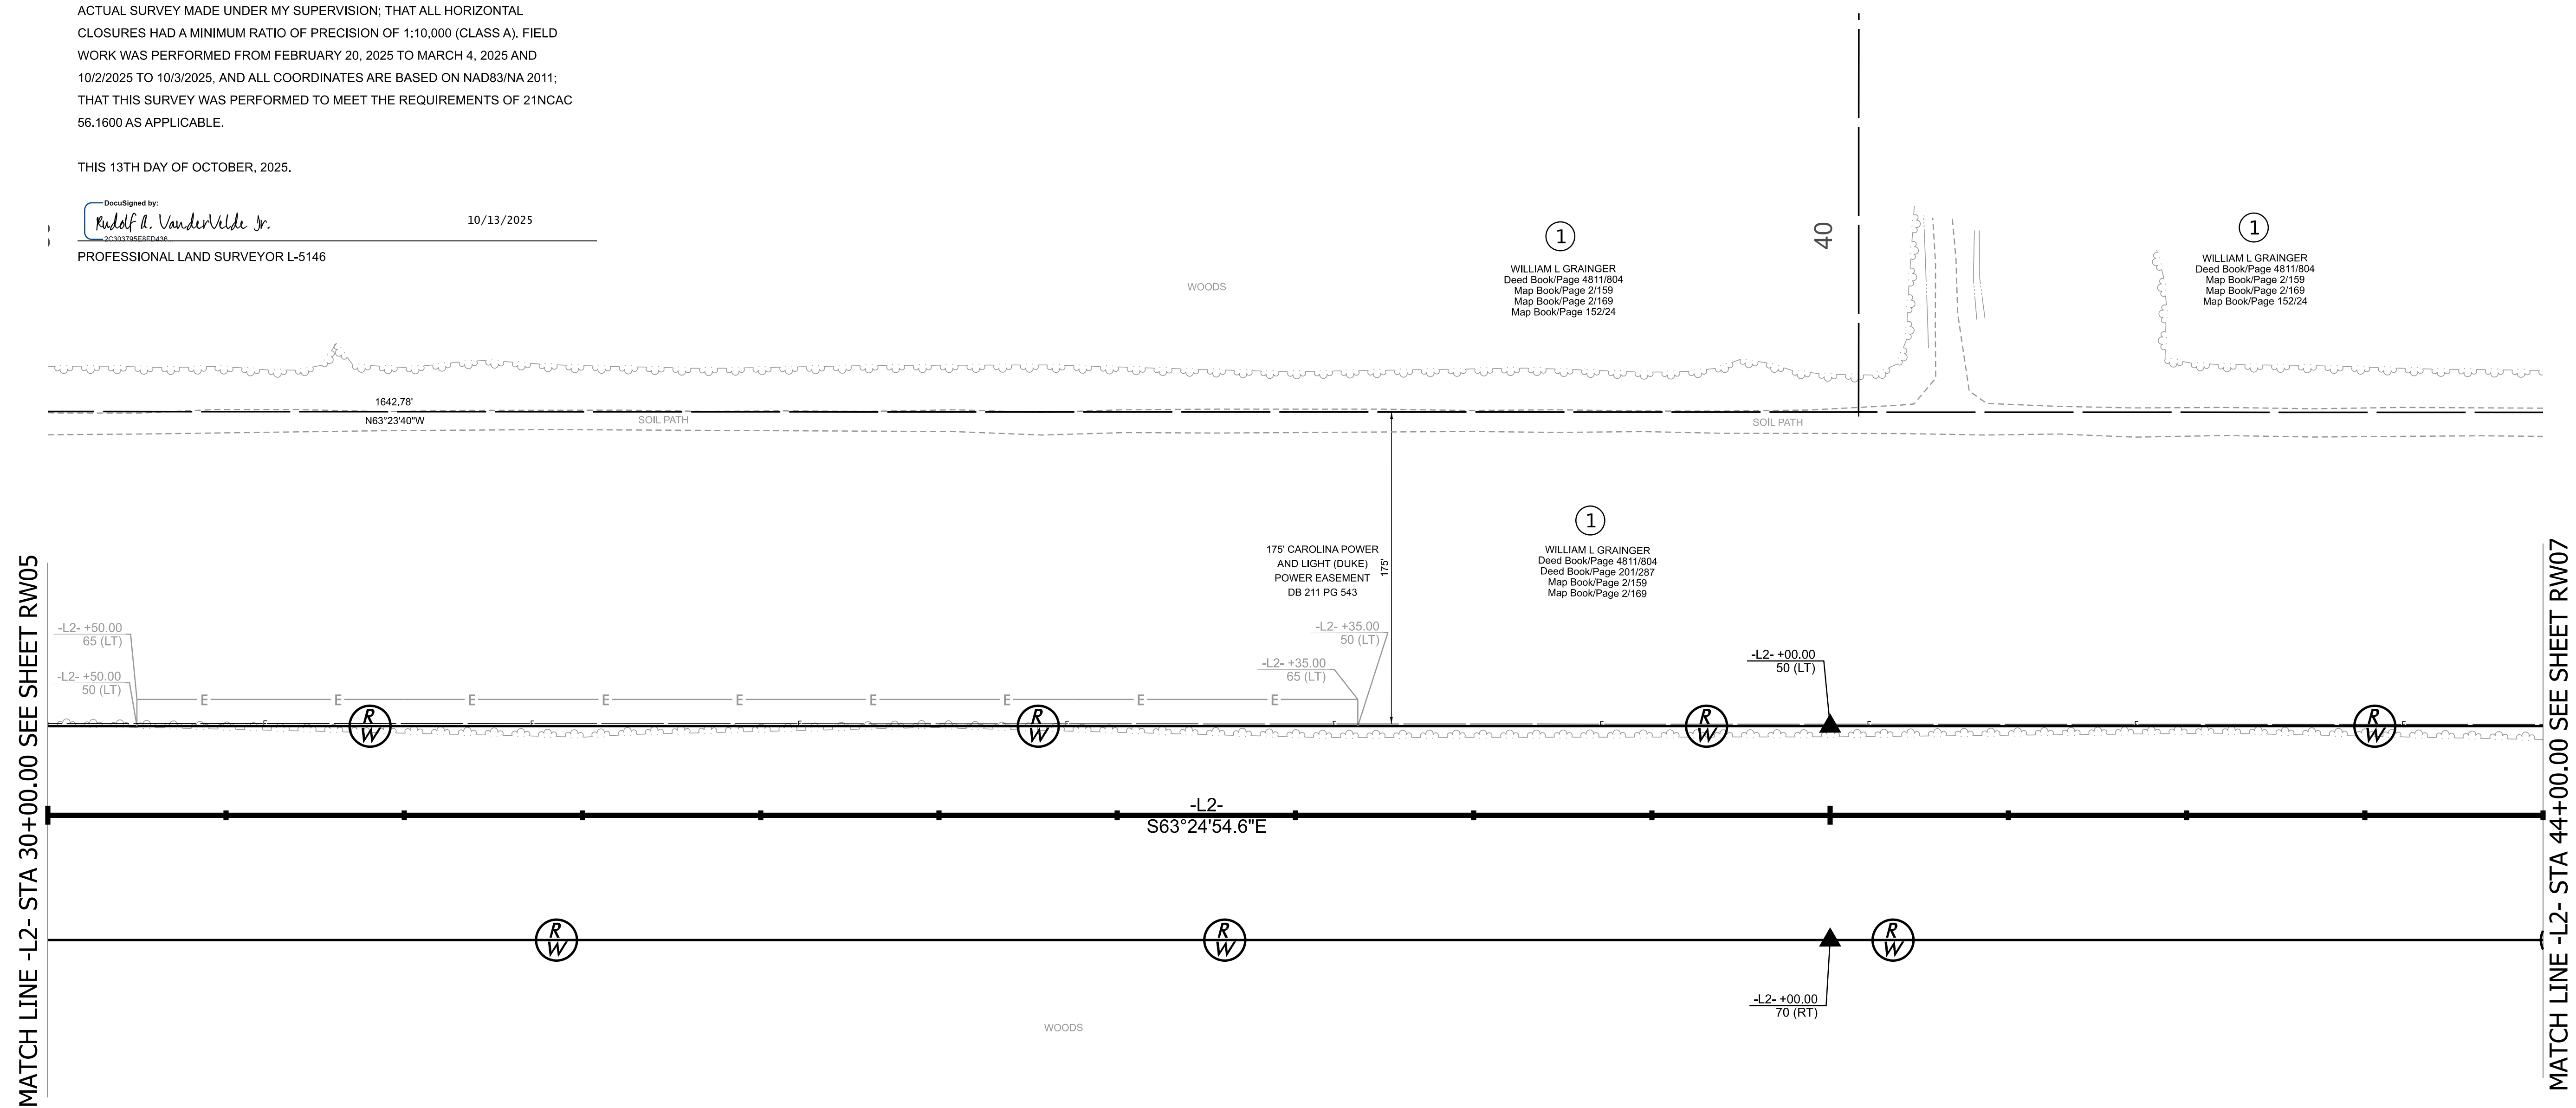 ACTUAL SURVEY MADE UNDER MY SUPERVISION; THAT ALL HORIZONTAL
CLOSURES HAD A MINIMUM RATIO OF PRECISION OF 1:10,000 (CLASS A). FIELD
WORK WAS PERFORMED FROM FEBRUARY 20, 2025 TO MARCH 4, 2025 AND
10/2/2025 TO 10/3/2025, AND ALL COORDINATES ARE BASED ON NAD83/NA 2011;
THAT THIS SURVEY WAS PERFORMED TO MEET THE REQUIREMENTS OF 21NCAC
56.1600 AS APPLICABLE.
THIS 13TH DAY OF OCTOBER, 2025.
DocuSigned by:
Rudolf A. VanderVelde Jr.
10/13/2025
2C303795F8FD436
PROFESSIONAL LAND SURVEYOR L-5146
WOODS
1
WILLIAM L GRAINGER
Deed Book/Page 4811/804
Map Book/Page 2/159
Map Book/Page 2/169
Map Book/Page 152/24
40
1
WILLIAM L GRAINGER
Deed Book/Page 4811/804
Map Book/Page 2/159
Map Book/Page 2/169
Map Book/Page 152/24
1642.78'
N63°23'40"W
SOIL PATH
SOIL PATH
175' CAROLINA POWER
AND LIGHT (DUKE)
POWER EASEMENT
DB 211 PG 543
175'
1
WILLIAM L GRAINGER
Deed Book/Page 4811/804
Deed Book/Page 201/287
Map Book/Page 2/159
Map Book/Page 2/169
MATCH LINE -L2- STA 30+00.00 SEE SHEET RW05
MATCH LINE -L2- STA 44+00.00 SEE SHEET RW07
-L2- +50.00
65 (LT)
-L2- +50.00
50 (LT)
-L2- +35.00
50 (LT)
-L2- +35.00
65 (LT)
-L2- +00.00
50 (LT)
E E E E E E E E E
R W
R W
R W
R W
-L2-
S63°24'54.6"E
R W
R W
R W
-L2- +00.00
70 (RT)
WOODS